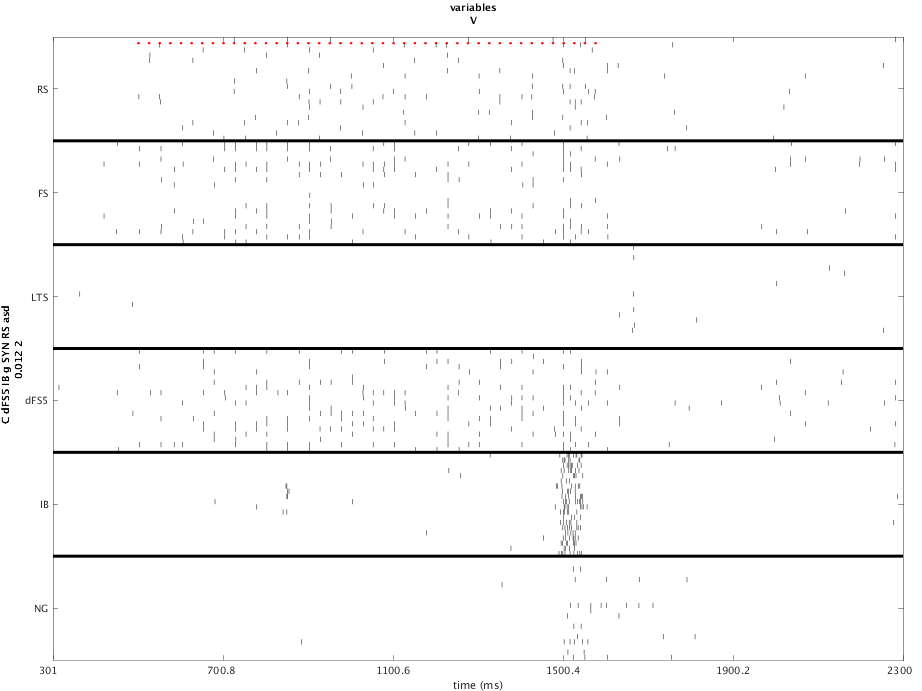 variables
V
RS
FS
LTS
dFS5
IB
NG
C dFS5 IB g SYN RS asd
0.012 2
301
700.8
1100.6
1500.4
1900.2
2300
time (ms)